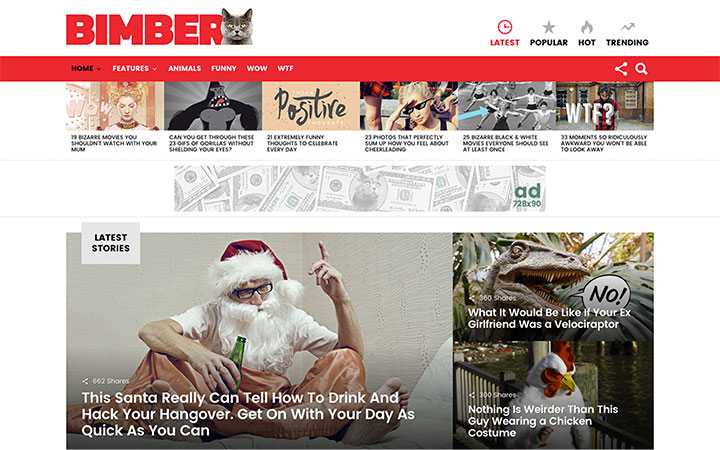 BIMBER
LATEST
POPULAR
HOT
TRENDING
HOME
FEATURES
ANIMALS
FUNNY
WOW
WTF
WOW
Positive
THOUGHTS
WTF?
19 BIZARRE MOVIES YOU
SHOULDN'T WATCH WITH YOUR
MUM
CAN YOU GET THROUGH THESE
23 GIFS OF GORILLAS WITHOUT
SHIELDING YOUR EYES?
21 EXTREMELY FUNNY
THOUGHTS TO CELEBRATE
EVERY DAY
23 PHOTOS THAT PERFECTLY
SUM UP HOW YOU FEEL ABOUT
CHEERLEADING
25 BIZARRE BLACK & WHITE
MOVIES EVERYONE SHOULD SEE
AT LEAST ONCE
33 MOMENTS SO RIDICULOUSLY
AWKWARD YOU WON'T BE ABLE
TO LOOK AWAY
ad
728x90
LATEST
STORIES
662 Shares
This Santa Really Can Tell How To Drink And
Hack Your Hangover. Get On With Your Day As
Quick As You Can
NO!
360 Shares
What It Would Be Like If Your Ex
Girlfriend Was a Velociraptor
300 Shares
Nothing Is Weirder Than This
Guy Wearing a Chicken
Costume